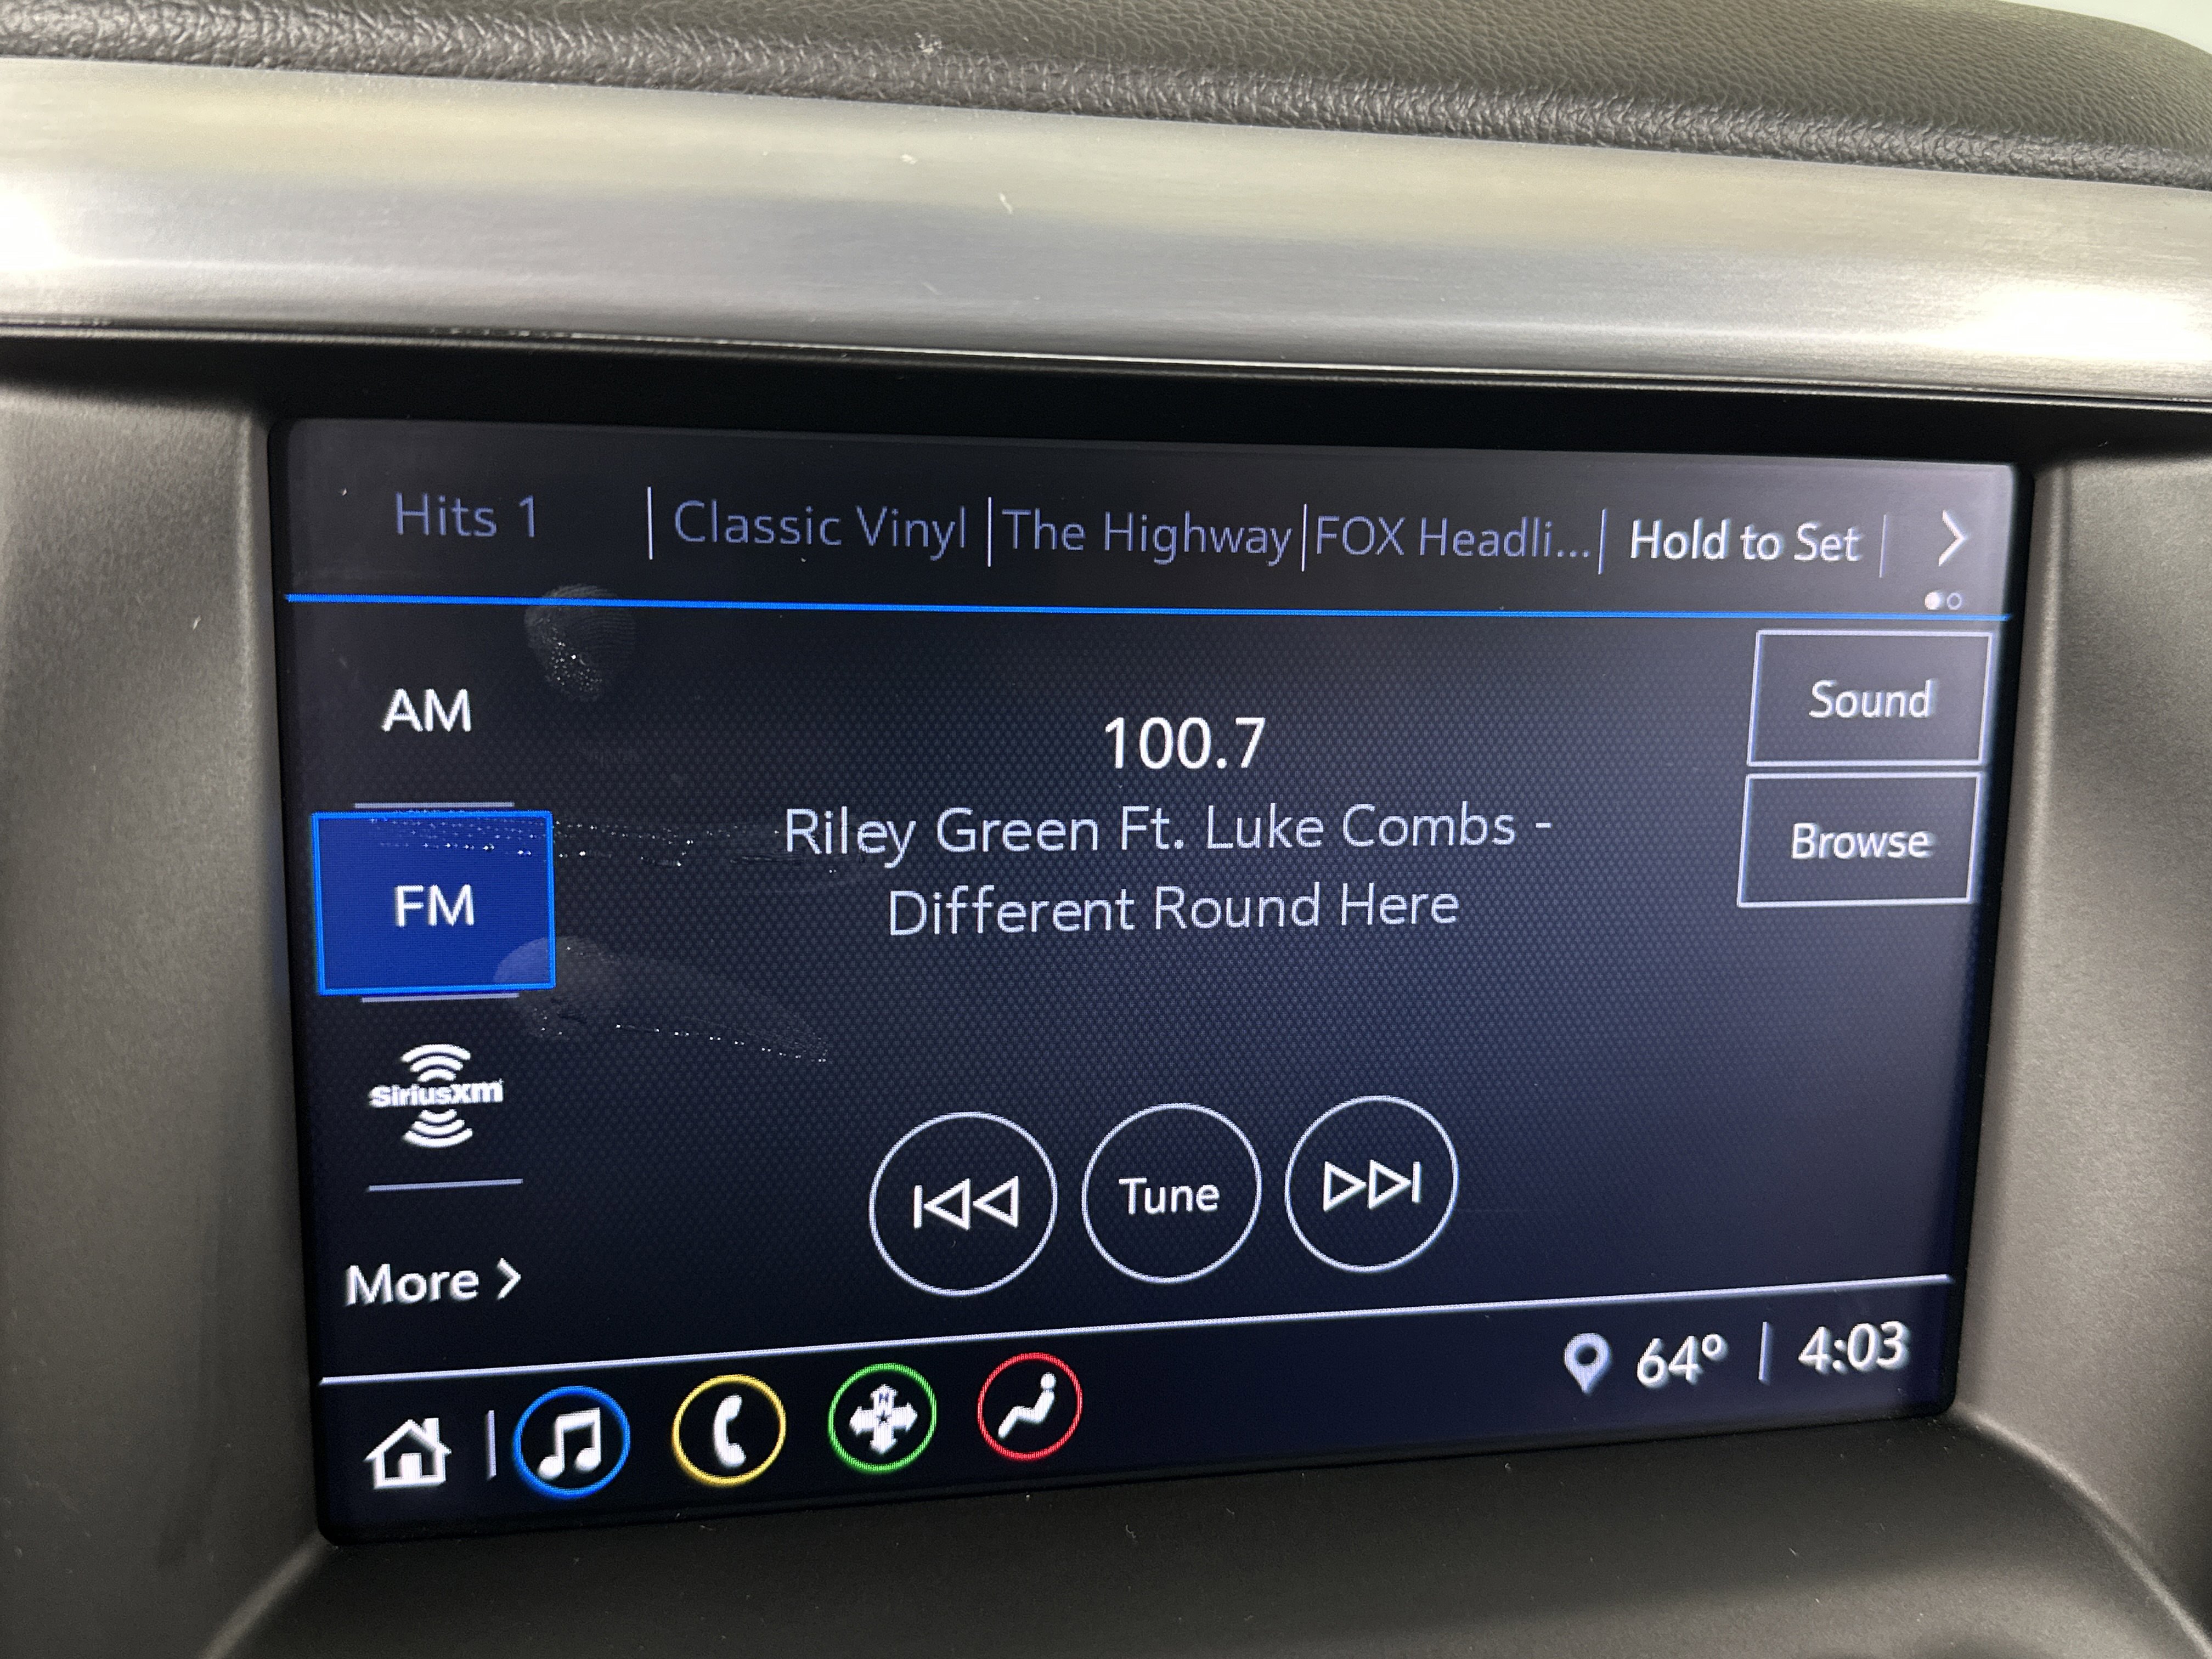 Hits 1 | Classic Vinyl | The Highway | FOX Headli... | Hold to Set |
AM
100.7
Sound
Riley Green Ft. Luke Combs -
Browse
FM
Different Round Here
SiriusXm
Tune
More
64° | 4:03
N